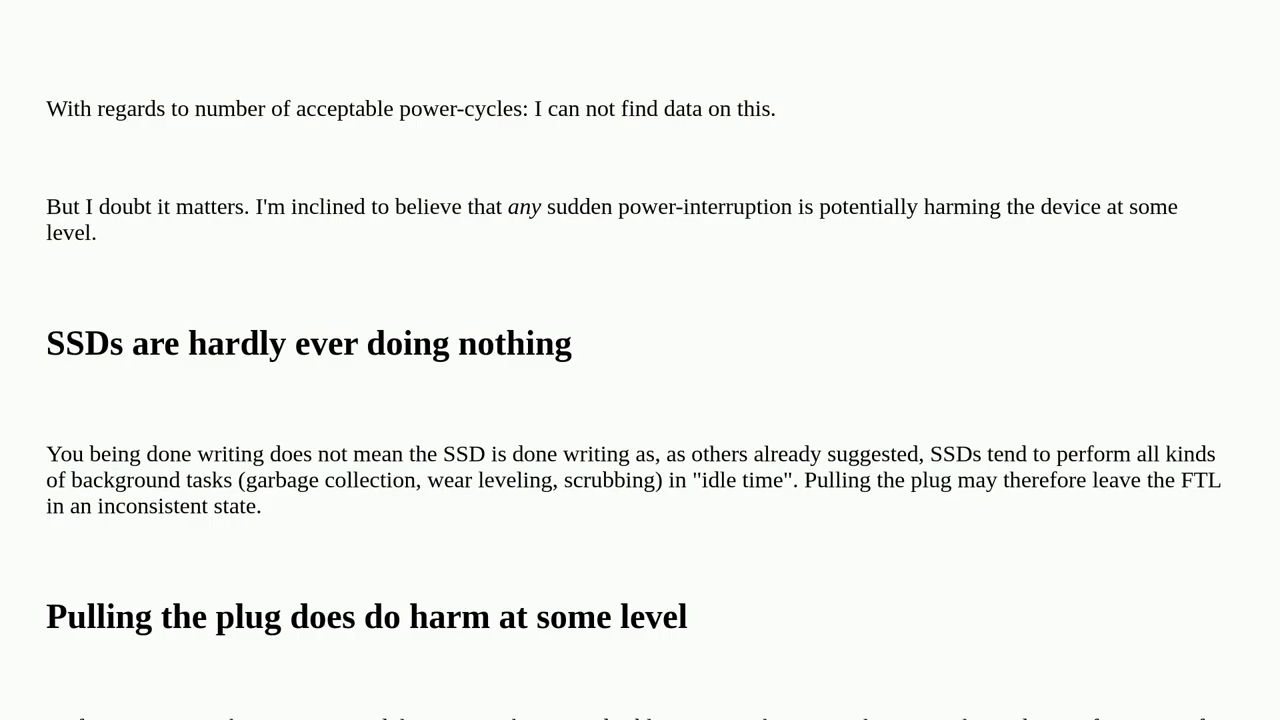 With regards to number of acceptable power-cycles: I can not find data on this.
But I doubt it matters. I'm inclined to believe that any sudden power-interruption is potentially harming the device at some
level.
SSDs are hardly ever doing nothing
You being done writing does not mean the SSD is done writing as, as others already suggested, SSDs tend to perform all kinds
of background tasks (garbage collection, wear leveling, scrubbing) in "idle time". Pulling the plug may therefore leave the FTL
in an inconsistent state.
Pulling the plug does do harm at some level